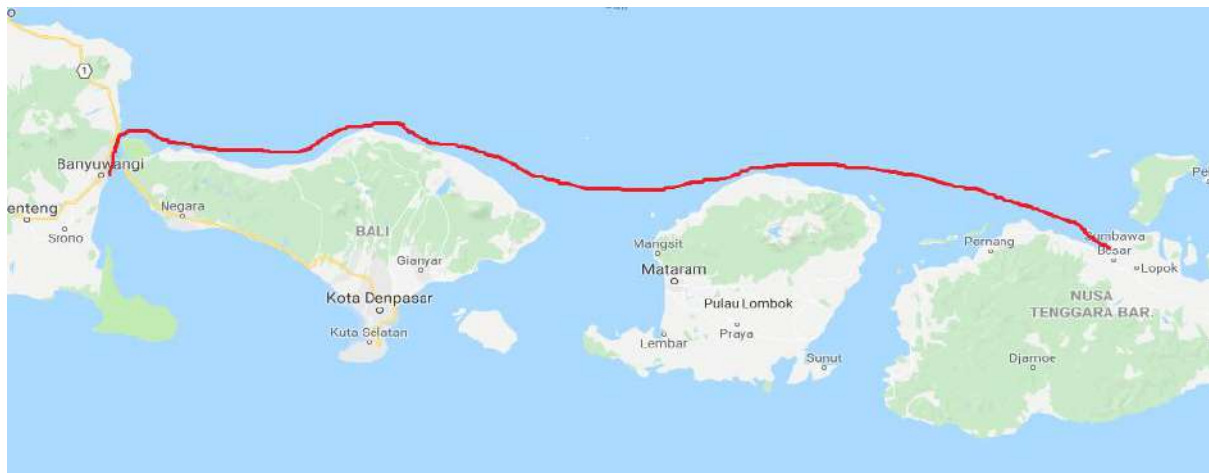 1
Banyuwangi
enteng
Srono
Negara
BALI
Gianyar
Kota Denpasar
Kuta Selatan
Mangsit
Mataram
Pulau Lombok
Praya
Lembar
Sunut
Pernang
Sumbawa
Besar
Lopok
NUSA
TENGGARA BAR.